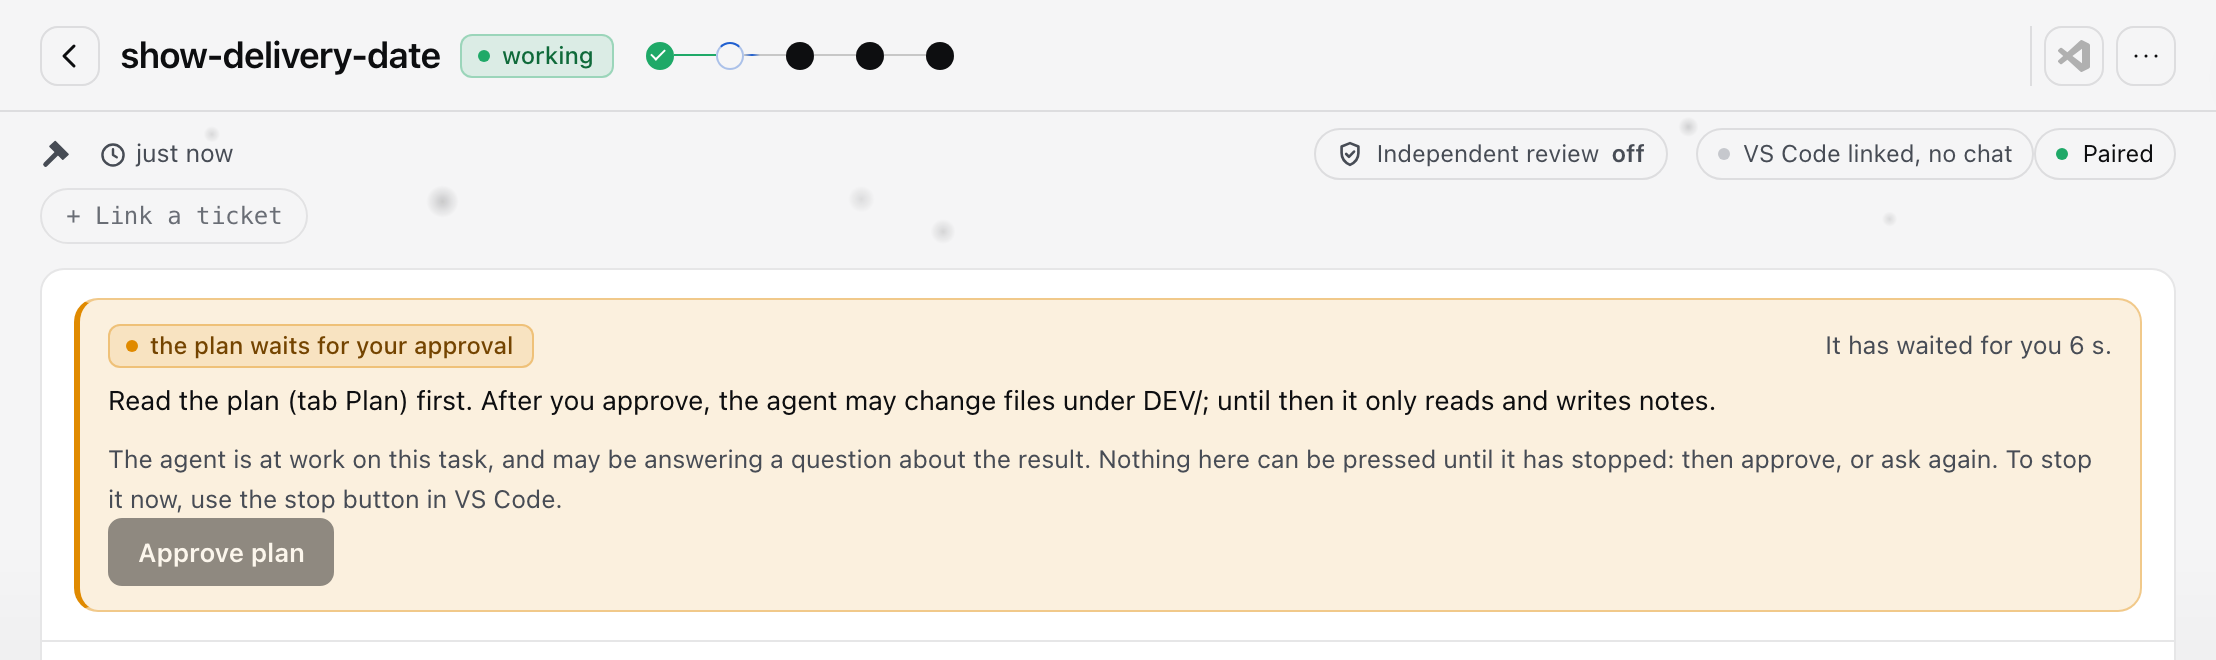 show-delivery-date
working
...
just now
Independent review off
VS Code linked, no chat
Paired
+ Link a ticket
the plan waits for your approval
It has waited for you 6 s.
Read the plan (tab Plan) first. After you approve, the agent may change files under DEV/; until then it only reads and writes notes.
The agent is at work on this task, and may be answering a question about the result. Nothing here can be pressed until it has stopped: then approve, or ask again. To stop
it now, use the stop button in VS Code.
Approve plan